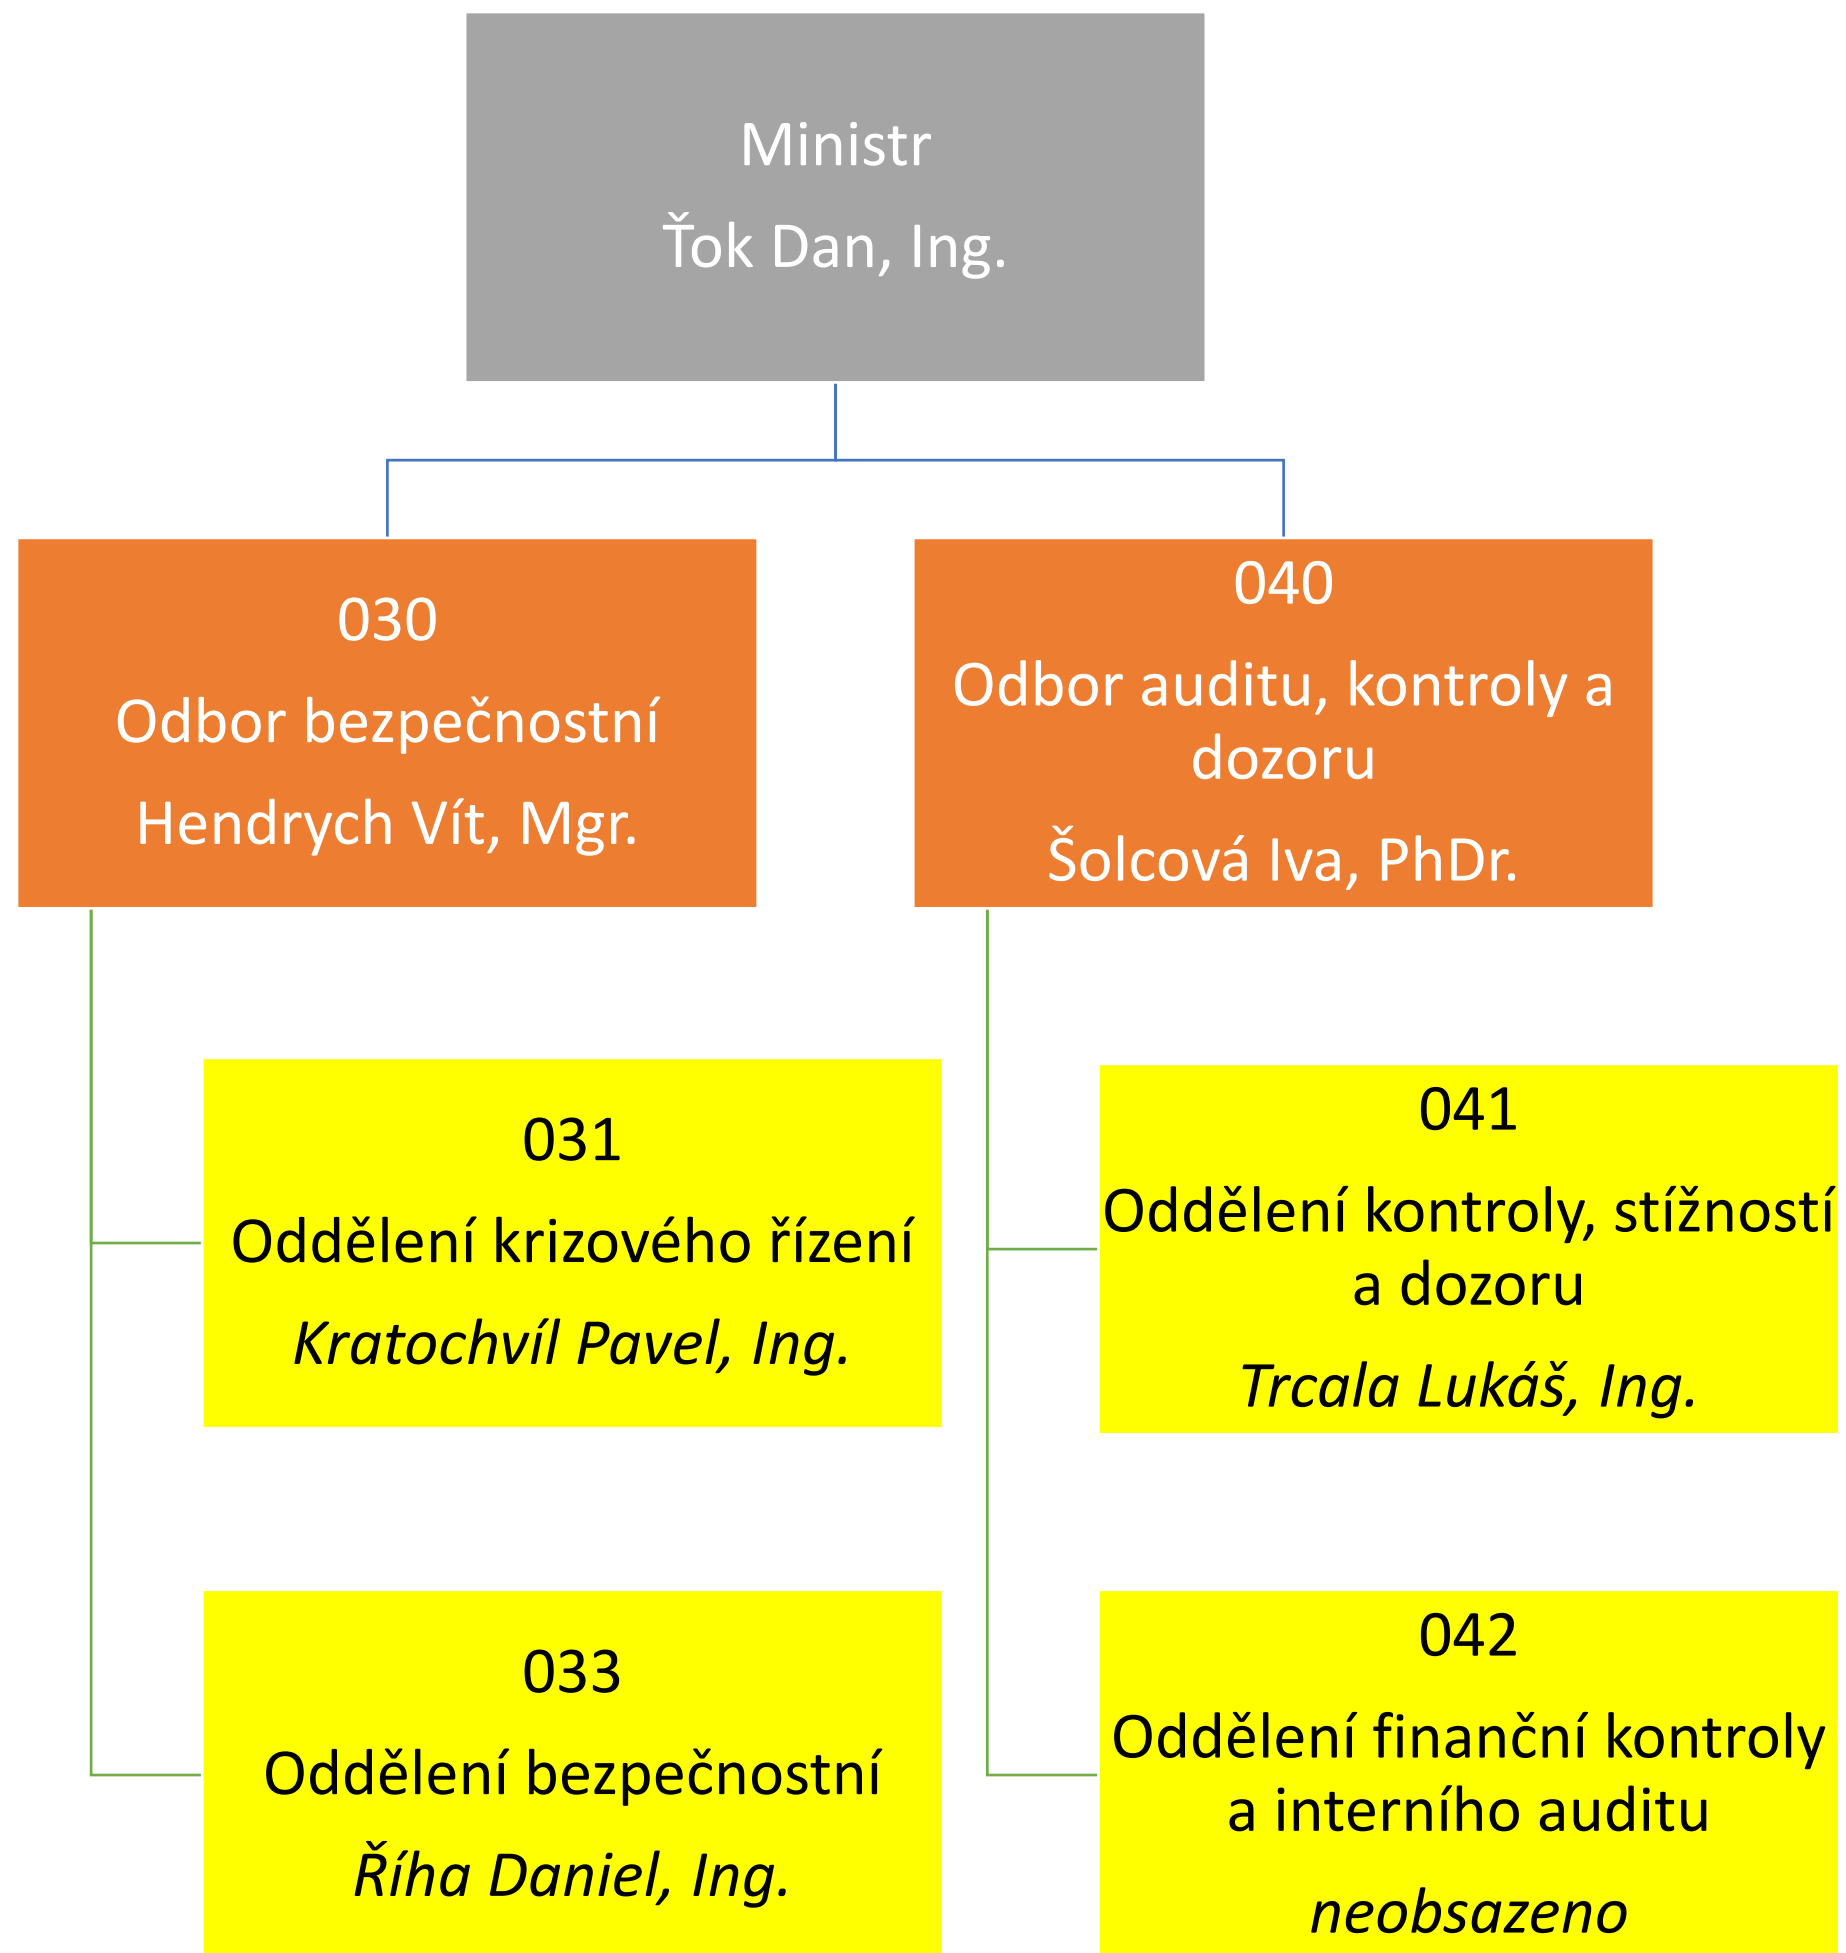 Ministr
Ťok Dan, Ing.
030
Odbor bezpečnostní
Hendrych Vít, Mgr.
040
Odbor auditu, kontroly a
dozoru
Šolcová Iva, PhDr.
031
Oddělení krizového řízení
Kratochvíl Pavel, Ing.
033
Oddělení bezpečnostní
Říha Daniel, Ing.
041
Oddělení kontroly, stížností
a dozoru
Trcala Lukáš, Ing.
042
Oddělení finanční kontroly
a interního auditu
neobsazeno